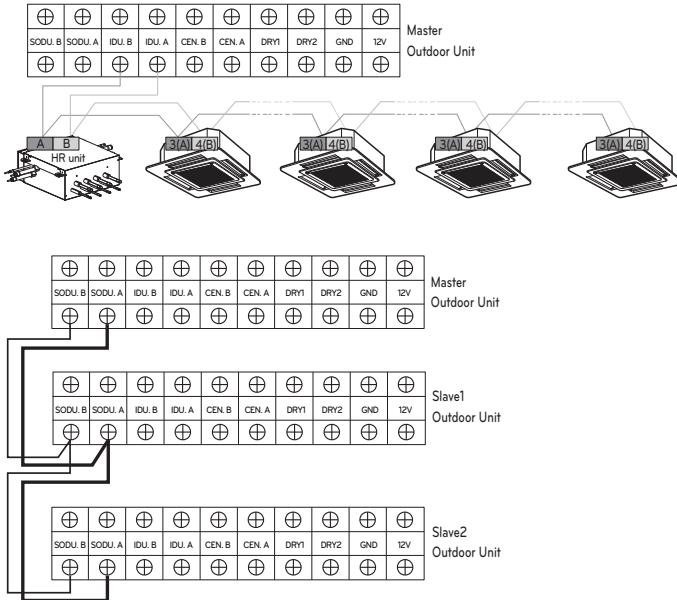 SODU. B SODU. A IDU. B IDU. A CEN. B CEN. A DRY1 DRY2 GND 12V
Master
Outdoor Unit
A B
HR unit
3(A) 4(B)
3(A) 4(B)
3(A) 4(B)
3(A) 4(B)
SODU. B SODU. A IDU. B IDU. A CEN. B CEN. A DRY1 DRY2 GND 12V
Master
Outdoor Unit
SODU. B SODU. A IDU. B IDU. A CEN. B CEN. A DRY1 DRY2 GND 12V
Slave1
Outdoor Unit
SODU. B SODU. A IDU. B IDU. A CEN. B CEN. A DRY1 DRY2 GND 12V
Slave2
Outdoor Unit